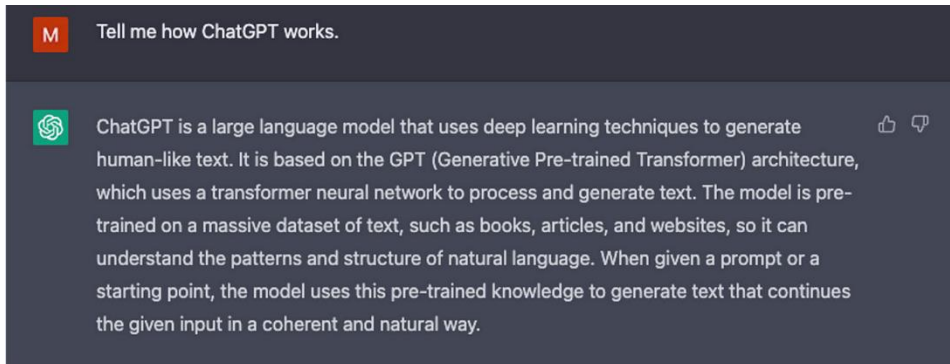 M
Tell me how ChatGPT works.
ChatGPT is a large language model that uses deep learning techniques to generate
human-like text. It is based on the GPT (Generative Pre-trained Transformer) architecture,
which uses a transformer neural network to process and generate text. The model is pre-
trained on a massive dataset of text, such as books, articles, and websites, so it can
understand the patterns and structure of natural language. When given a prompt or a
starting point, the model uses this pre-trained knowledge to generate text that continues
the given input in a coherent and natural way.